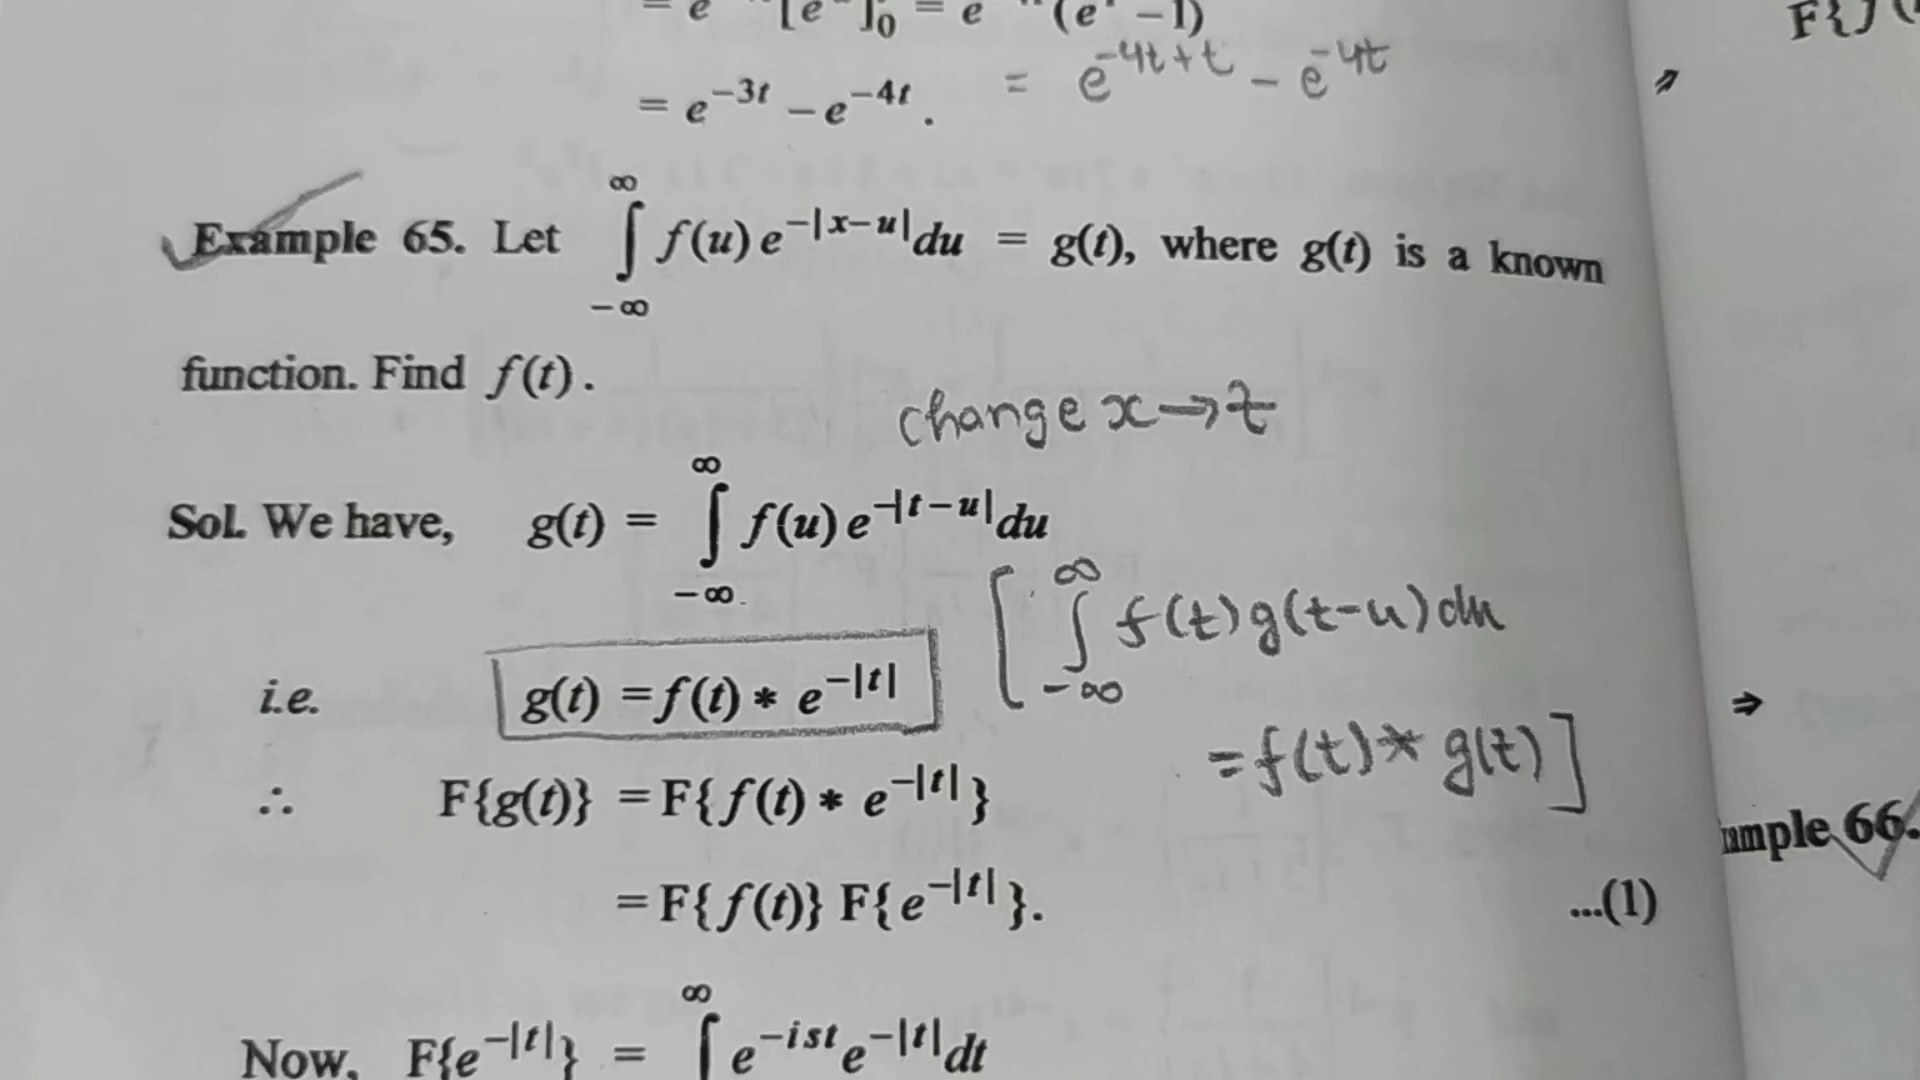 = e^{-3t} – e^{-4t}. = e^{-4t+t} – e^{-4t}
Example 65. Let ∫_{-∞}^{∞} f(u) e^{-|x-u|} du = g(t), where g(t) is a known
function. Find f(t).
change x → t
Sol. We have, g(t) = ∫_{-∞}^{∞} f(u) e^{-|t-u|} du
[ ∫_{-∞}^{∞} f(t) g(t-u) du
i.e. g(t) = f(t) * e^{-|t|}
= f(t) * g(t) ]
∴ F{g(t)} = F{f(t) * e^{-|t|}}
ample 66.
= F{f(t)} F{e^{-|t|}}. ...(1)
Now, F{e^{-|t|}} = ∫^{∞} e^{-ist} e^{-|t|} dt